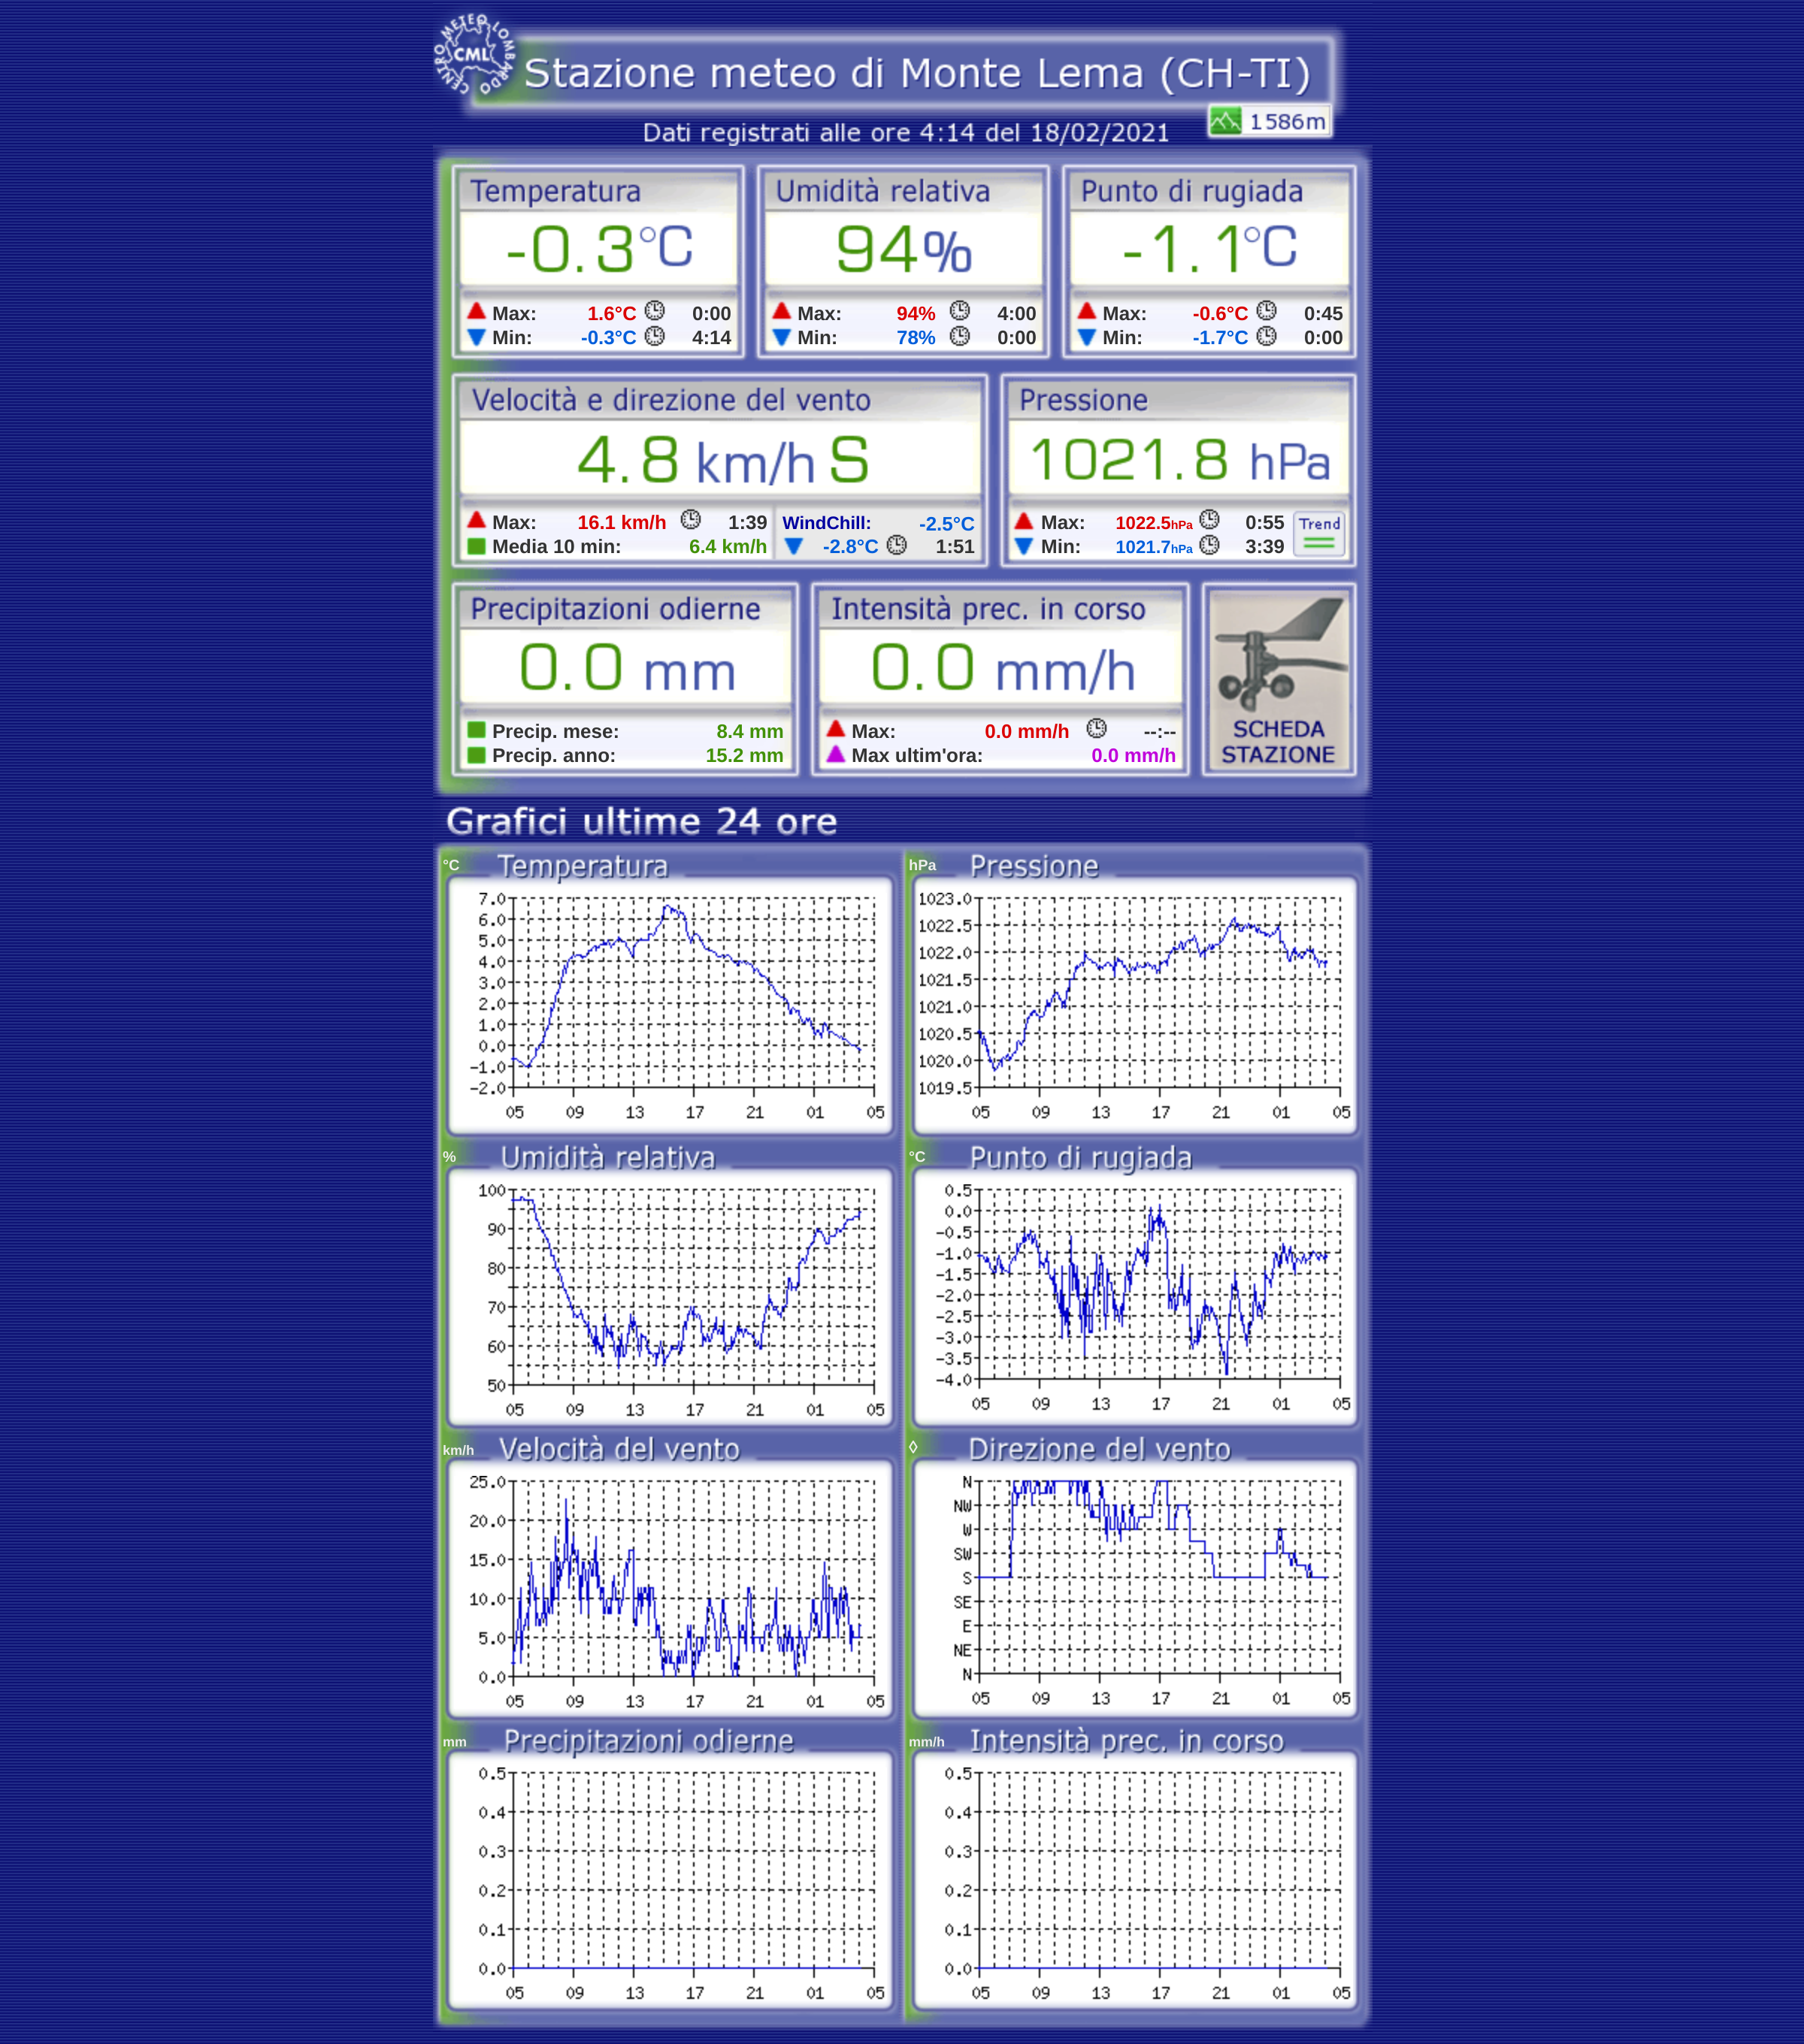 CENTRO METEO LOMBARDO
CML
Stazione meteo di Monte Lema (CH-TI)
1586m
Dati registrati alle ore 4:14 del 18/02/2021
Temperatura
-0.3°C
Max: 1.6°C 0:00
Min: -0.3°C 4:14
Umidità relativa
94%
Max: 94% 4:00
Min: 78% 0:00
Punto di rugiada
-1.1°C
Max: -0.6°C 0:45
Min: -1.7°C 0:00
Velocità e direzione del vento
4.8 km/h S
Max: 16.1 km/h 1:39
Media 10 min: 6.4 km/h
WindChill: -2.5°C
-2.8°C 1:51
Pressione
1021.8 hPa
Max: 1022.5hPa 0:55
Min: 1021.7hPa 3:39
Trend
Precipitazioni odierne
0.0 mm
Precip. mese: 8.4 mm
Precip. anno: 15.2 mm
Intensità prec. in corso
0.0 mm/h
Max: 0.0 mm/h --:--
Max ultim'ora: 0.0 mm/h
SCHEDA
STAZIONE
Grafici ultime 24 ore
°C Temperatura
7.0
6.0
5.0
4.0
3.0
2.0
1.0
0.0
-1.0
-2.0
05 09 13 17 21 01 05
hPa Pressione
1023.0
1022.5
1022.0
1021.5
1021.0
1020.5
1020.0
1019.5
05 09 13 17 21 01 05
% Umidità relativa
100
90
80
70
60
50
05 09 13 17 21 01 05
°C Punto di rugiada
0.5
0.0
-0.5
-1.0
-1.5
-2.0
-2.5
-3.0
-3.5
-4.0
05 09 13 17 21 01 05
km/h Velocità del vento
25.0
20.0
15.0
10.0
5.0
0.0
05 09 13 17 21 01 05
◊ Direzione del vento
N
NW
W
SW
S
SE
E
NE
N
05 09 13 17 21 01 05
mm Precipitazioni odierne
0.5
0.4
0.3
0.2
0.1
0.0
05 09 13 17 21 01 05
mm/h Intensità prec. in corso
0.5
0.4
0.3
0.2
0.1
0.0
05 09 13 17 21 01 05